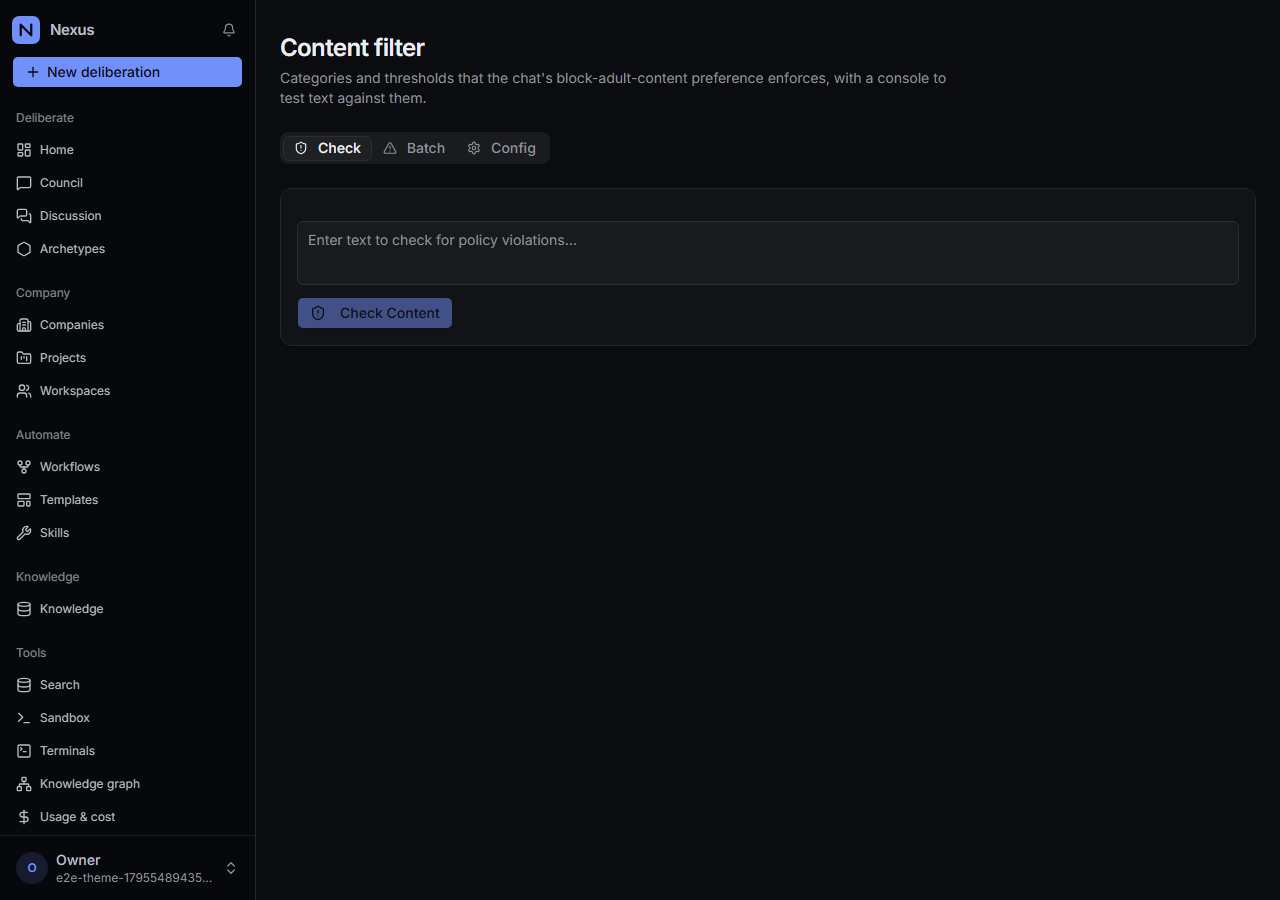 Nexus
New deliberation
Deliberate
Home
Council
Discussion
Archetypes
Company
Companies
Projects
Workspaces
Automate
Workflows
Templates
Skills
Knowledge
Knowledge
Tools
Search
Sandbox
Terminals
Knowledge graph
Usage & cost
O
Owner
e2e-theme-17955489435...
Content filter
Categories and thresholds that the chat's block-adult-content preference enforces, with a console to
test text against them.
Check
Batch
Config
Enter text to check for policy violations...
Check Content